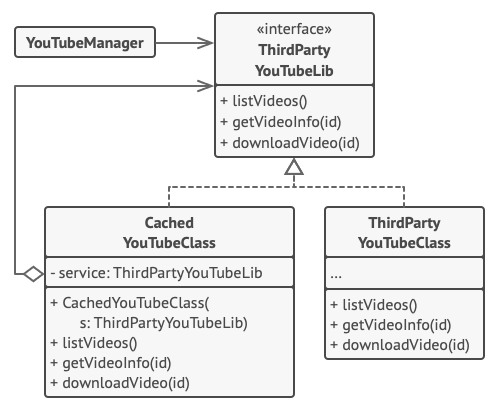 YouTubeManager
«interface»
ThirdParty
YouTubeLib
+ listVideos()
+ getVideoInfo(id)
+ downloadVideo(id)
Cached
YouTubeClass
- service: ThirdPartyYouTubeLib
+ CachedYouTubeClass(
s: ThirdPartyYouTubeLib)
+ listVideos()
+ getVideoInfo(id)
+ downloadVideo(id)
ThirdParty
YouTubeClass
...
+ listVideos()
+ getVideoInfo(id)
+ downloadVideo(id)